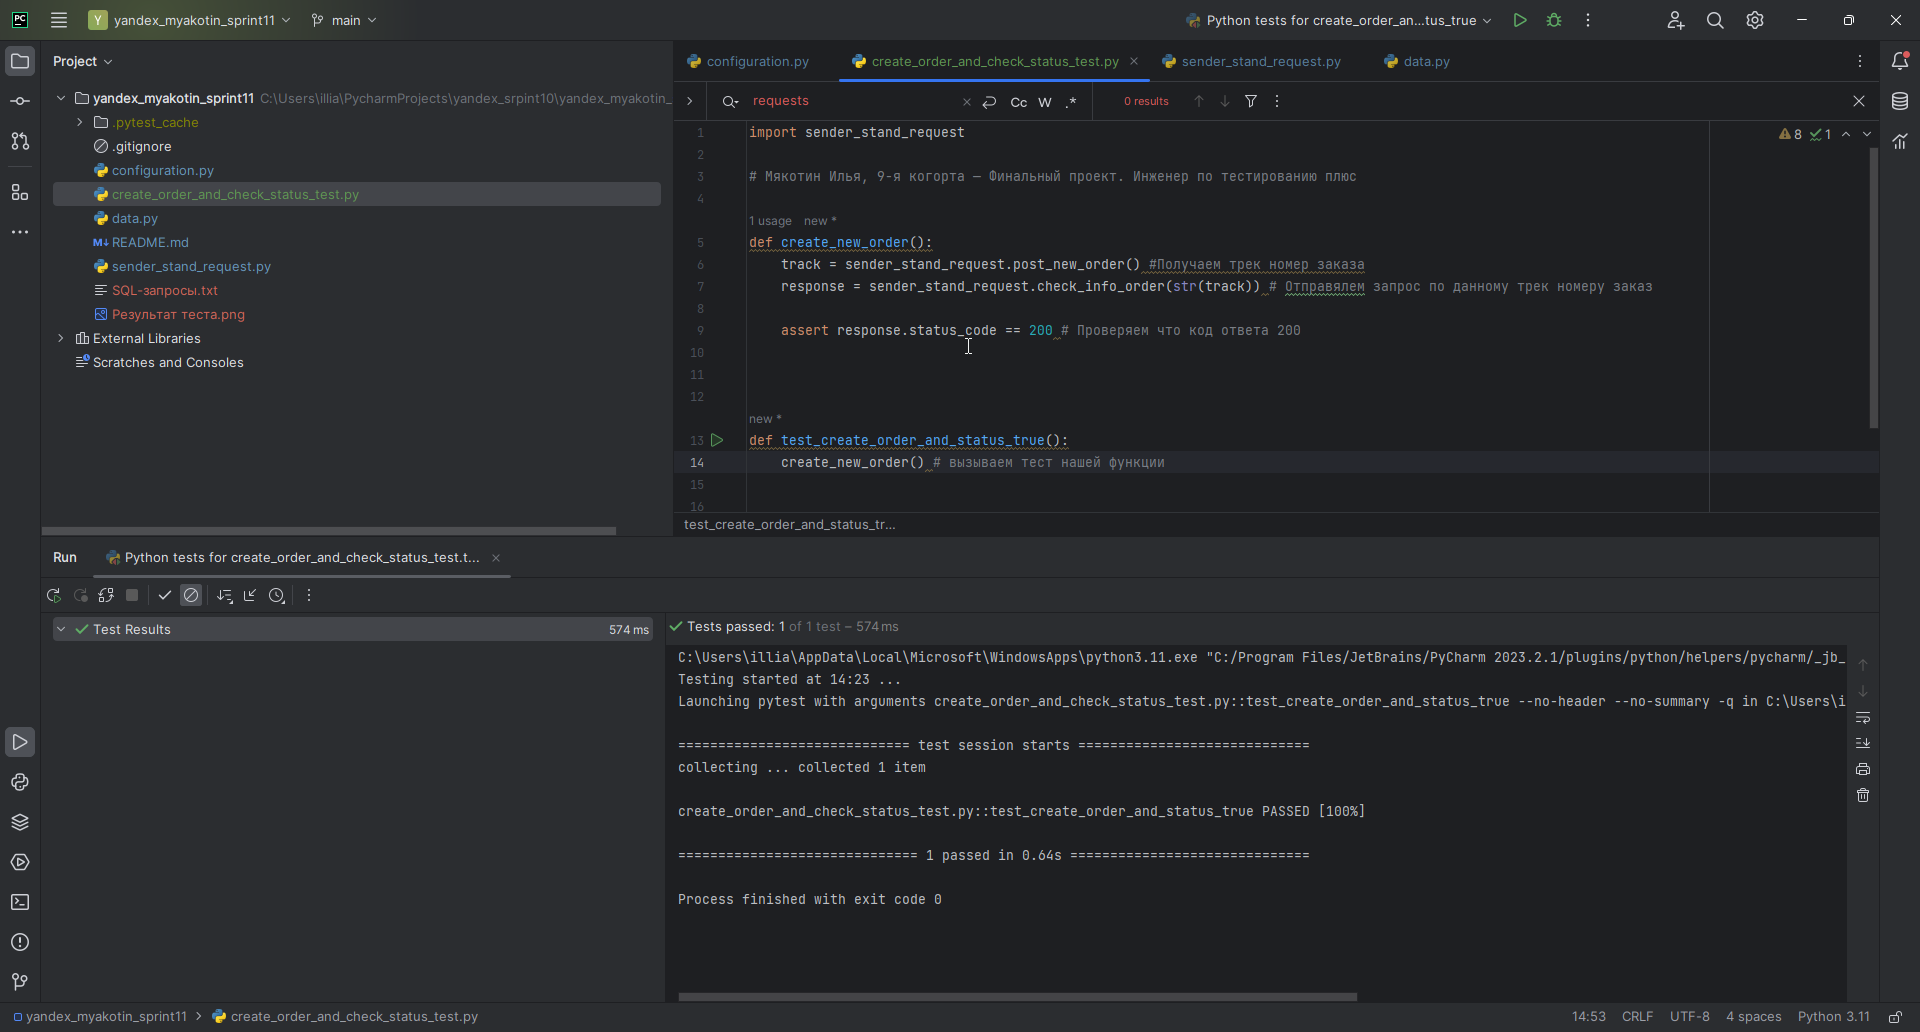 PC
Y yandex_myakotin_sprint11
main
Python tests for create_order_an...tus_true
Project
yandex_myakotin_sprint11 C:\Users\illia\PycharmProjects\yandex_srpint10\yandex_myakotin_
.pytest_cache
.gitignore
configuration.py
create_order_and_check_status_test.py
data.py
M↓ README.md
sender_stand_request.py
SQL-запросы.txt
Результат теста.png
External Libraries
Scratches and Consoles
configuration.py
create_order_and_check_status_test.py
sender_stand_request.py
data.py
requests
Cc W .*
0 results
8 1
1 import sender_stand_request
2
3 # Мякотин Илья, 9-я когорта — Финальный проект. Инженер по тестированию плюс
4
1 usage new *
5 def create_new_order():
6 track = sender_stand_request.post_new_order() #Получаем трек номер заказа
7 response = sender_stand_request.check_info_order(str(track)) # Отправялем запрос по данному трек номеру заказ
8
9 assert response.status_code == 200 # Проверяем что код ответа 200
10
11
12
new *
13 def test_create_order_and_status_true():
14 create_new_order() # вызываем тест нашей функции
15
16
test_create_order_and_status_tr...
Run
Python tests for create_order_and_check_status_test.t...
Test Results 574 ms
Tests passed: 1 of 1 test – 574 ms
C:\Users\illia\AppData\Local\Microsoft\WindowsApps\python3.11.exe "C:/Program Files/JetBrains/PyCharm 2023.2.1/plugins/python/helpers/pycharm/_jb_
Testing started at 14:23 ...
Launching pytest with arguments create_order_and_check_status_test.py::test_create_order_and_status_true --no-header --no-summary -q in C:\Users\i
============================= test session starts =============================
collecting ... collected 1 item
create_order_and_check_status_test.py::test_create_order_and_status_true PASSED [100%]
============================== 1 passed in 0.64s ==============================
Process finished with exit code 0
yandex_myakotin_sprint11 > create_order_and_check_status_test.py
14:53 CRLF UTF-8 4 spaces Python 3.11